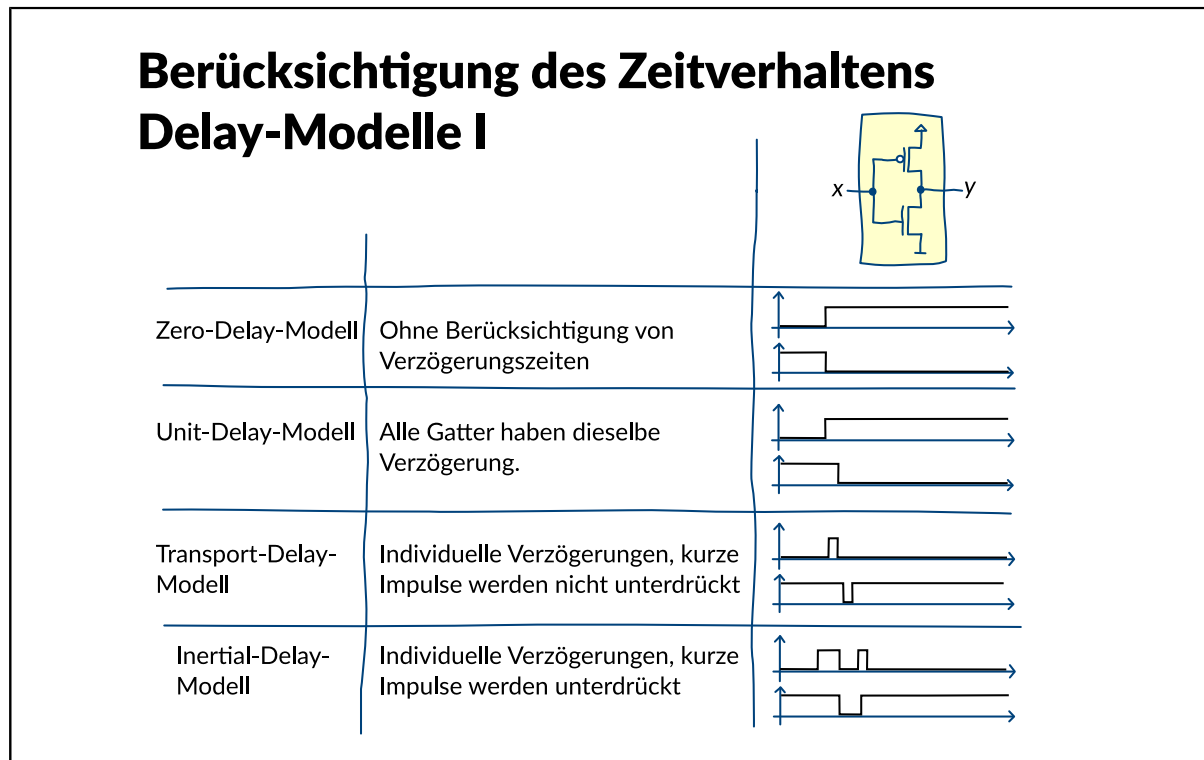 Berücksichtigung des Zeitverhaltens
Delay-Modelle I
x
y
Zero-Delay-Modell
Ohne Berücksichtigung von
Verzögerungszeiten
Unit-Delay-Modell
Alle Gatter haben dieselbe
Verzögerung.
Transport-Delay-
Modell
Individuelle Verzögerungen, kurze
Impulse werden nicht unterdrückt
Inertial-Delay-
Modell
Individuelle Verzögerungen, kurze
Impulse werden unterdrückt